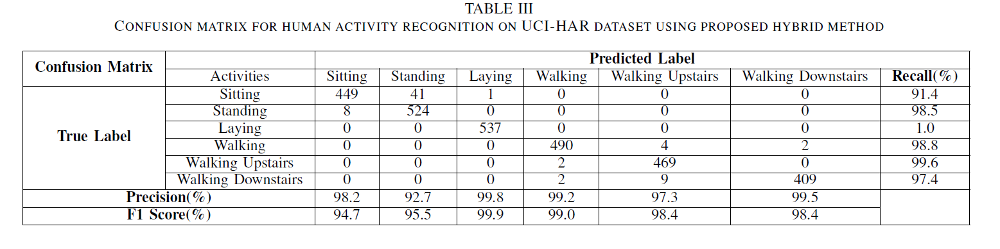 TABLE III
CONFUSION MATRIX FOR HUMAN ACTIVITY RECOGNITION ON UCI-HAR DATASET USING PROPOSED HYBRID METHOD
Confusion Matrix Predicted Label
Activities Sitting Standing Laying Walking Walking Upstairs Walking Downstairs Recall(%)
True Label
Sitting 449 41 1 0 0 0 91.4
Standing 8 524 0 0 0 0 98.5
Laying 0 0 537 0 0 0 1.0
Walking 0 0 0 490 4 2 98.8
Walking Upstairs 0 0 0 2 469 0 99.6
Walking Downstairs 0 0 0 2 9 409 97.4
Precision(%) 98.2 92.7 99.8 99.2 97.3 99.5
F1 Score(%) 94.7 95.5 99.9 99.0 98.4 98.4